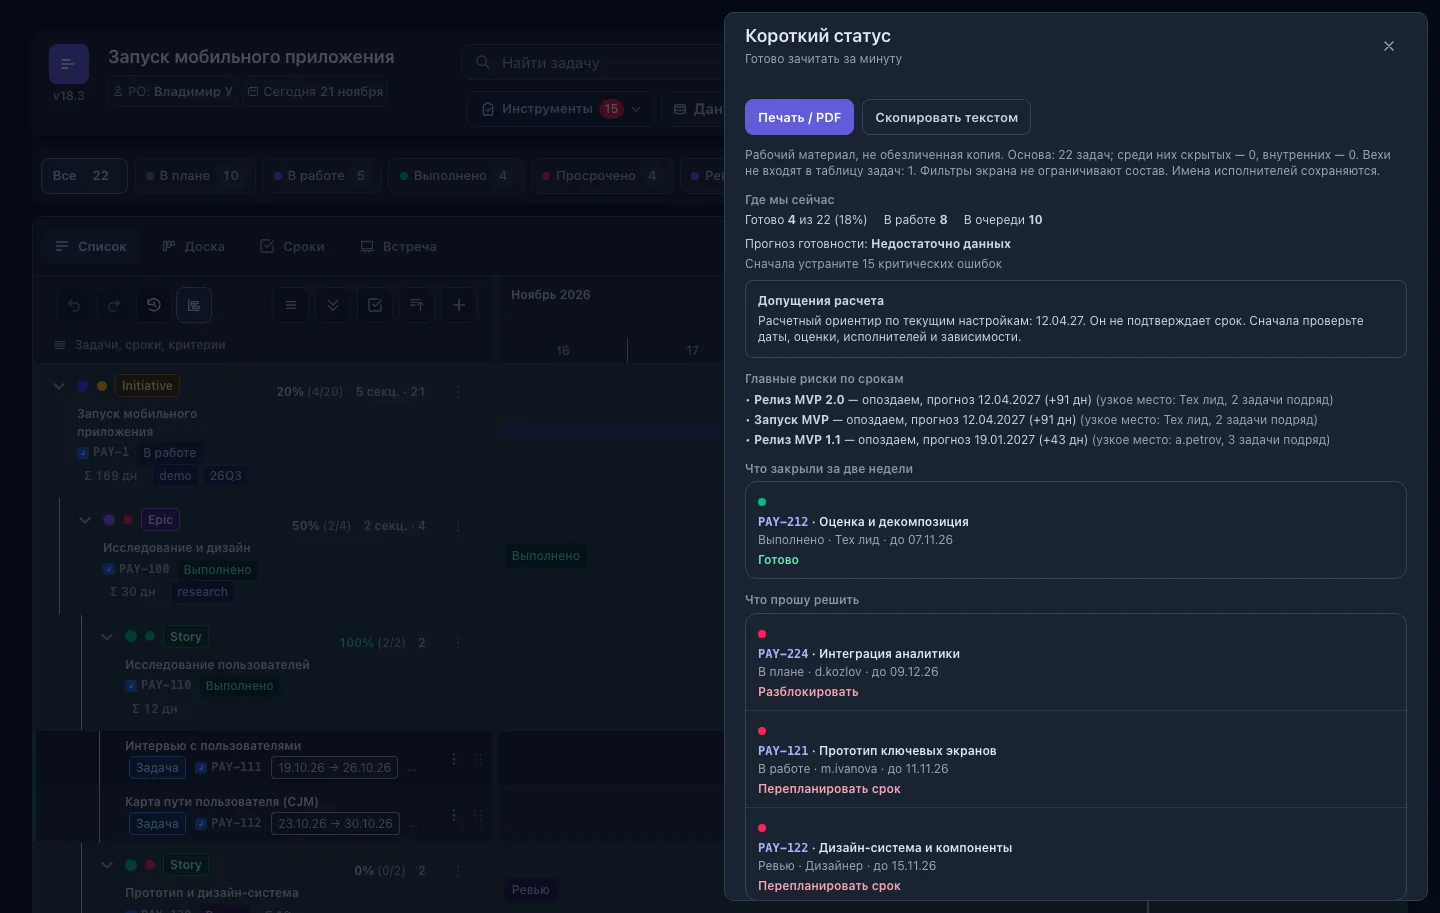 Запуск мобильного приложения
v18.3
PO: Владимир У
Сегодня 21 ноября
Найти задачу
Инструменты 15
Все 22
В плане 10
В работе 5
Выполнено 4
Просрочено 4
Список
Доска
Сроки
Встреча
Ноябрь 2026
Задачи, сроки, критерии
16
17
Initiative
20% (4/20) 5 секц. · 21
Запуск мобильного
приложения
PAY-1 В работе
Σ 169 дн demo 26Q3
Epic
50% (2/4) 2 секц. · 4
Исследование и дизайн
PAY-100 Выполнено
Σ 30 дн research
Выполнено
Story
100% (2/2) 2
Исследование пользователей
PAY-110 Выполнено
Σ 12 дн
Интервью с пользователями
Задача PAY-111 19.10.26 → 26.10.26 ...
Карта пути пользователя (CJM)
Задача PAY-112 23.10.26 → 30.10.26 ...
Story
0% (0/2) 2
Прототип и дизайн-система
Ревью
Короткий статус
Готово зачитать за минуту
Печать / PDF
Скопировать текстом
Рабочий материал, не обезличенная копия. Основа: 22 задач; среди них скрытых — 0, внутренних — 0. Вехи
не входят в таблицу задач: 1. Фильтры экрана не ограничивают состав. Имена исполнителей сохраняются.
Где мы сейчас
Готово 4 из 22 (18%) В работе 8 В очереди 10
Прогноз готовности: Недостаточно данных
Сначала устраните 15 критических ошибок
Допущения расчета
Расчетный ориентир по текущим настройкам: 12.04.27. Он не подтверждает срок. Сначала проверьте
даты, оценки, исполнителей и зависимости.
Главные риски по срокам
• Релиз MVP 2.0 — опоздаем, прогноз 12.04.2027 (+91 дн) (узкое место: Тех лид, 2 задачи подряд)
• Запуск MVP — опоздаем, прогноз 12.04.2027 (+91 дн) (узкое место: Тех лид, 2 задачи подряд)
• Релиз MVP 1.1 — опоздаем, прогноз 19.01.2027 (+43 дн) (узкое место: a.petrov, 3 задачи подряд)
Что закрыли за две недели
PAY-212 · Оценка и декомпозиция
Выполнено · Тех лид · до 07.11.26
Готово
Что прошу решить
PAY-224 · Интеграция аналитики
В плане · d.kozlov · до 09.12.26
Разблокировать
PAY-121 · Прототип ключевых экранов
В работе · m.ivanova · до 11.11.26
Перепланировать срок
PAY-122 · Дизайн-система и компоненты
Ревью · Дизайнер · до 15.11.26
Перепланировать срок